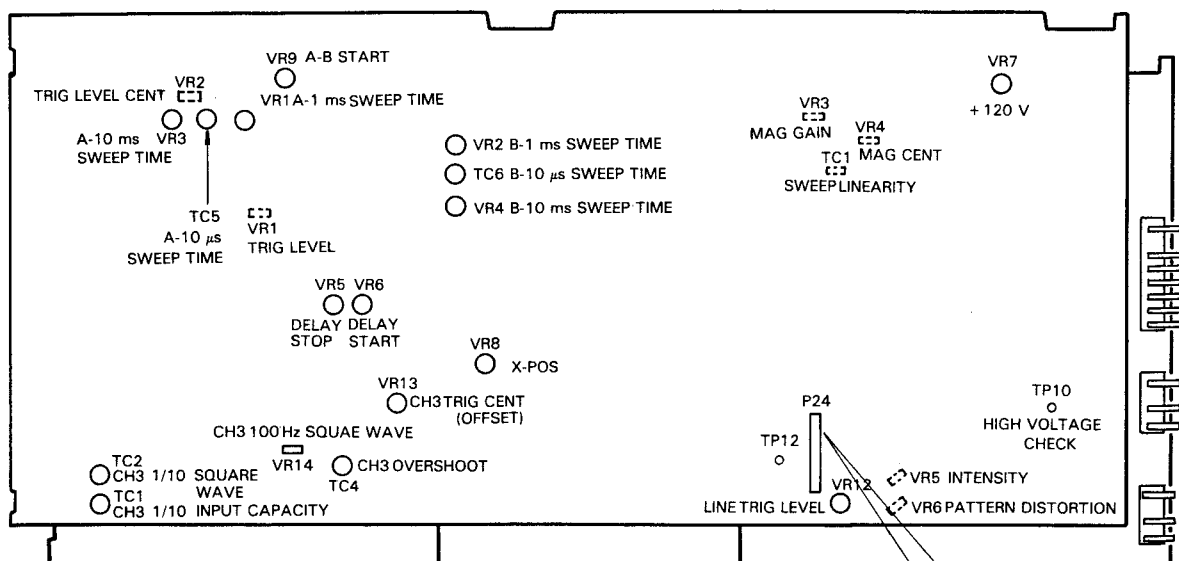 VR9 A-B START
VR2
TRIG LEVEL CENT
VR1 A-1 ms SWEEP TIME
VR3
A-10 ms
SWEEP TIME
TC5
A-10 μs
SWEEP TIME
VR1
TRIG LEVEL
VR2 B-1 ms SWEEP TIME
TC6 B-10 μs SWEEP TIME
VR4 B-10 ms SWEEP TIME
VR7
+120 V
VR3
MAG GAIN
VR4
MAG CENT
TC1
SWEEP LINEARITY
VR5 VR6
DELAY STOP
DELAY START
VR8
X-POS
VR13
CH3 TRIG CENT
(OFFSET)
CH3 100 Hz SQUAE WAVE
VR14
TC4
CH3 OVERSHOOT
TC2
CH3 1/10 SQUARE
WAVE
TC1
CH3 1/10 INPUT CAPACITY
P24
TP12
TP10
HIGH VOLTAGE
CHECK
VR12
LINE TRIG LEVEL
VR5 INTENSITY
VR6 PATTERN DISTORTION